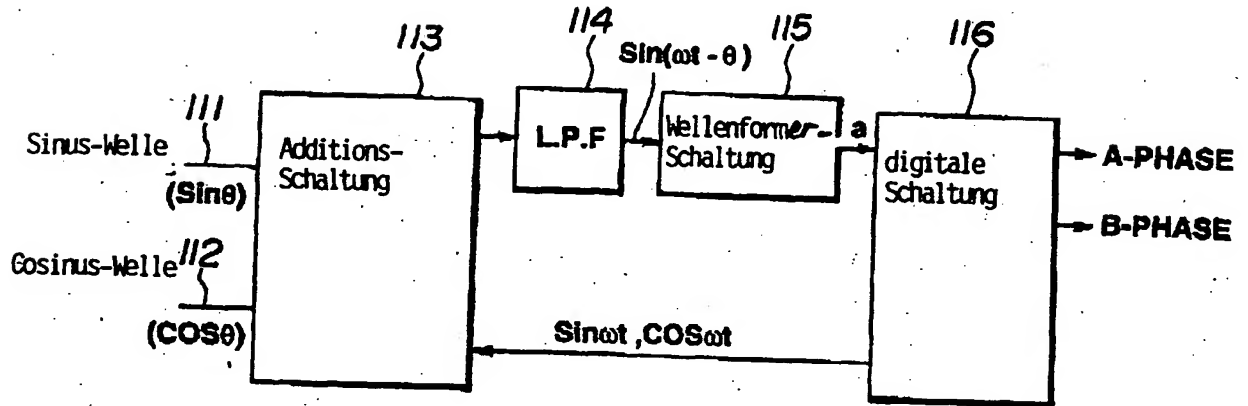 113
114
115
116
Sin(ωt - θ)
111
Sinus-Welle
(Sinθ)
Additions-
Schaltung
L.P.F
Wellenformer-
Schaltung
a
digitale
Schaltung
A-PHASE
B-PHASE
Cosinus-Welle
112
(COSθ)
Sinωt ,COSωt